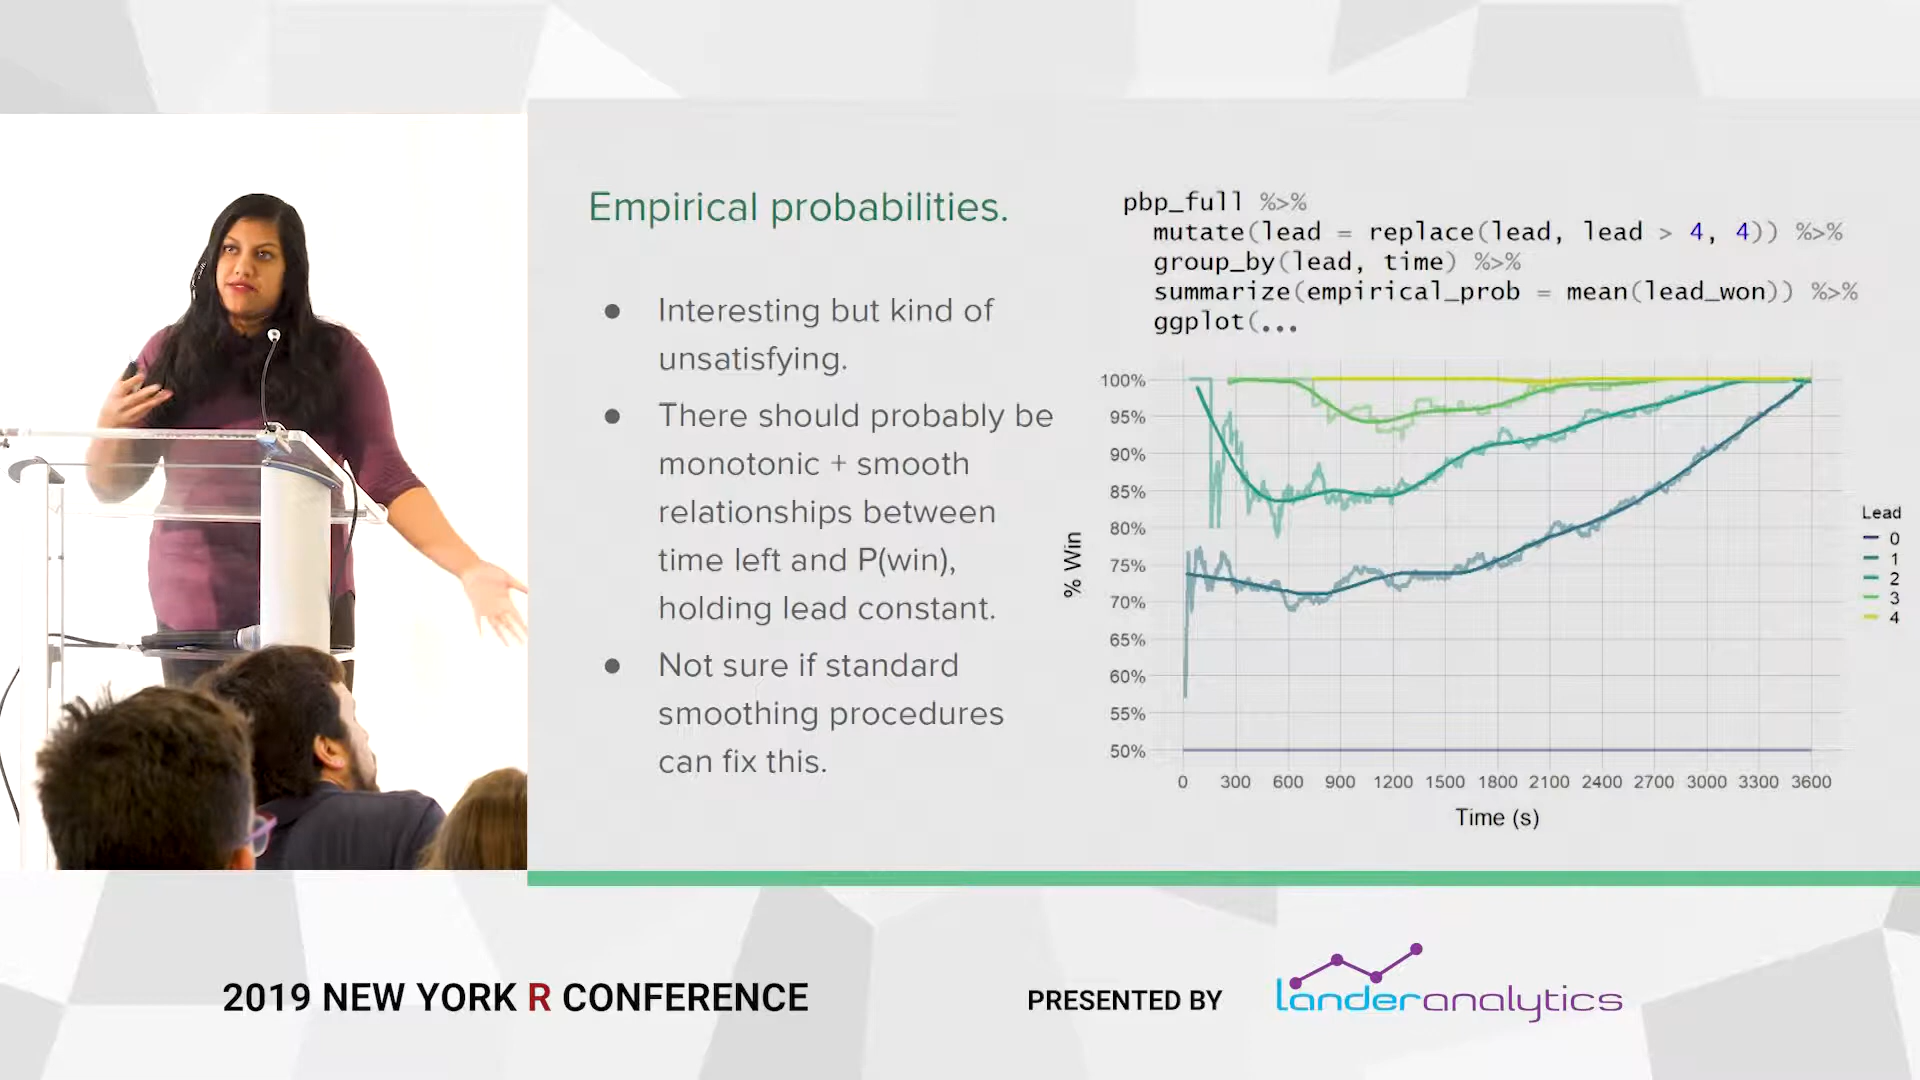 Empirical probabilities.
● Interesting but kind of
unsatisfying.
● There should probably be
monotonic + smooth
relationships between
time left and P(win),
holding lead constant.
● Not sure if standard
smoothing procedures
can fix this.
pbp_full %>%
mutate(lead = replace(lead, lead > 4, 4)) %>%
group_by(lead, time) %>%
summarize(empirical_prob = mean(lead_won)) %>%
ggplot(...
100%
95%
90%
85%
80%
75%
70%
65%
60%
55%
50%
% Win
0 300 600 900 1200 1500 1800 2100 2400 2700 3000 3300 3600
Time (s)
Lead
0
1
2
3
4
2019 NEW YORK R CONFERENCE
PRESENTED BY
landeranalytics